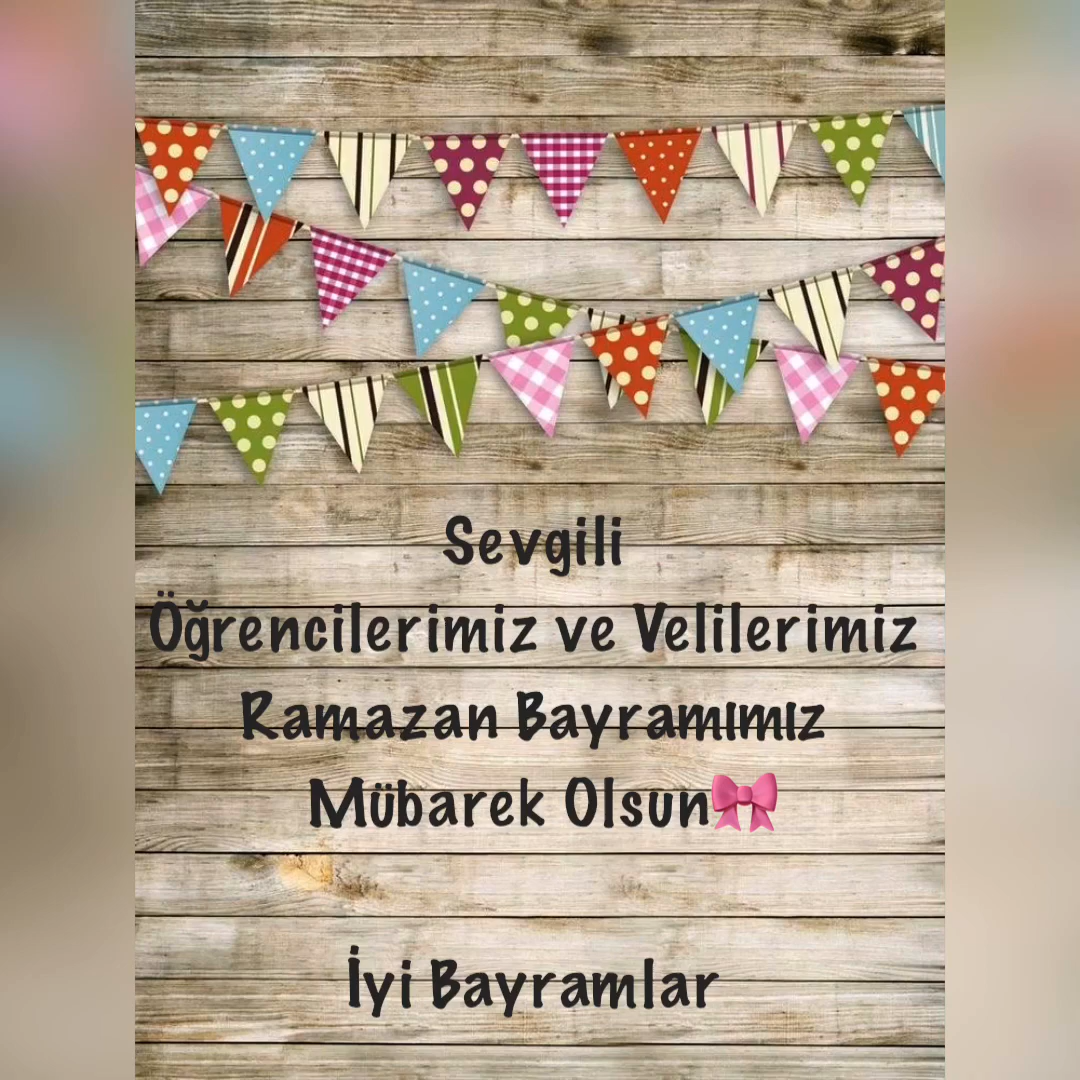 Sevgili
Öğrencilerimiz ve Velilerimiz
Ramazan Bayramımız
Mübarek Olsun🎀
İyi Bayramlar